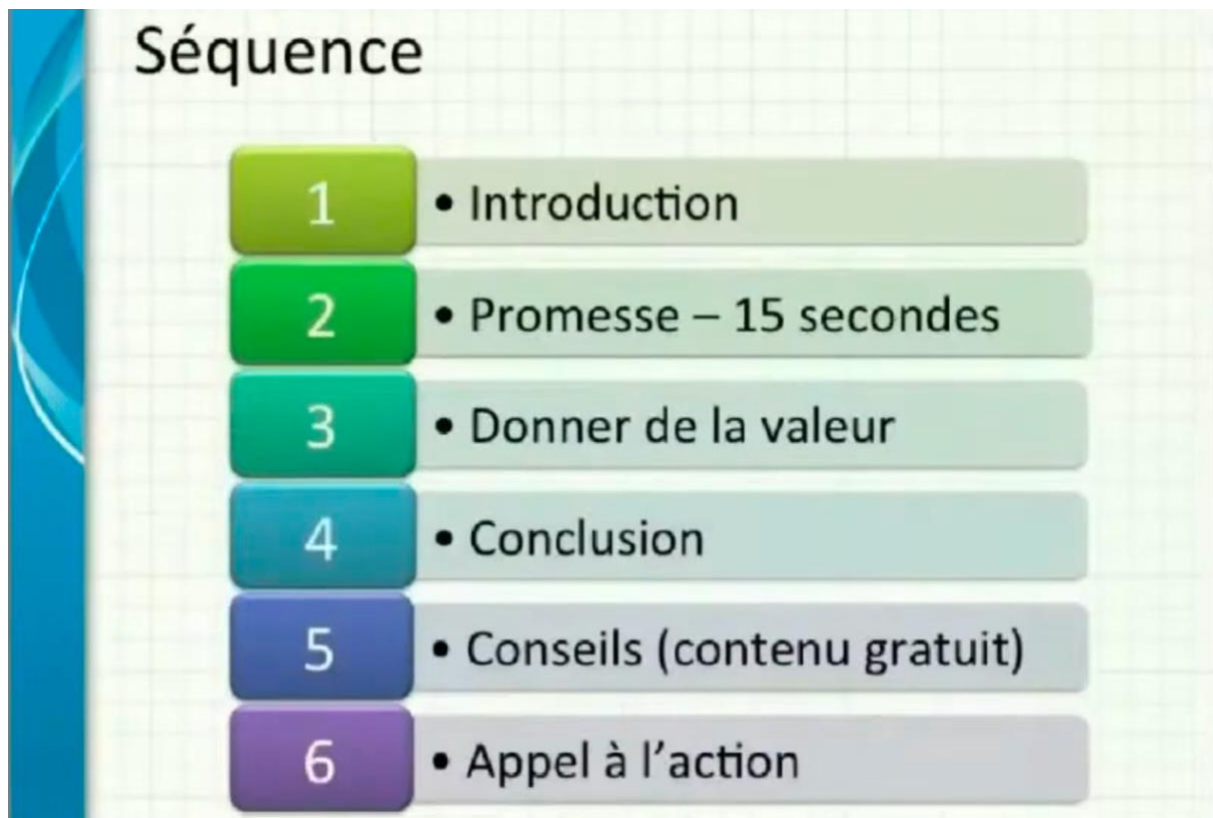 Séquence
1 • Introduction
2 • Promesse – 15 secondes
3 • Donner de la valeur
4 • Conclusion
5 • Conseils (contenu gratuit)
6 • Appel à l’action